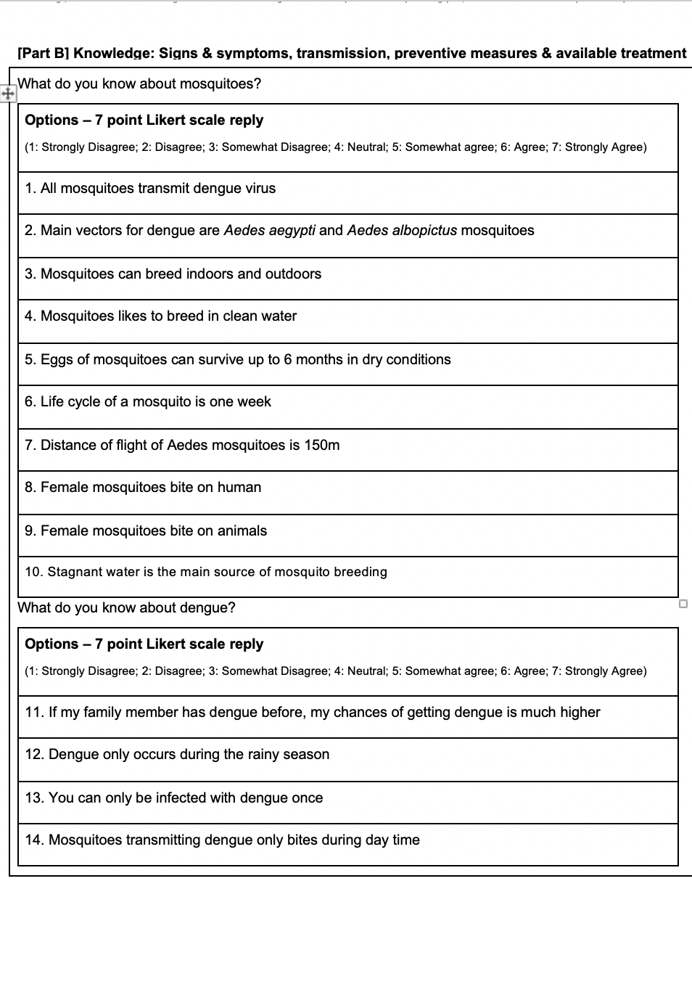 [Part B] Knowledge: Signs & symptoms, transmission, preventive measures & available treatment
What do you know about mosquitoes?
Options – 7 point Likert scale reply
(1: Strongly Disagree; 2: Disagree; 3: Somewhat Disagree; 4: Neutral; 5: Somewhat agree; 6: Agree; 7: Strongly Agree)
1. All mosquitoes transmit dengue virus
2. Main vectors for dengue are Aedes aegypti and Aedes albopictus mosquitoes
3. Mosquitoes can breed indoors and outdoors
4. Mosquitoes likes to breed in clean water
5. Eggs of mosquitoes can survive up to 6 months in dry conditions
6. Life cycle of a mosquito is one week
7. Distance of flight of Aedes mosquitoes is 150m
8. Female mosquitoes bite on human
9. Female mosquitoes bite on animals
10. Stagnant water is the main source of mosquito breeding
What do you know about dengue?
Options – 7 point Likert scale reply
(1: Strongly Disagree; 2: Disagree; 3: Somewhat Disagree; 4: Neutral; 5: Somewhat agree; 6: Agree; 7: Strongly Agree)
11. If my family member has dengue before, my chances of getting dengue is much higher
12. Dengue only occurs during the rainy season
13. You can only be infected with dengue once
14. Mosquitoes transmitting dengue only bites during day time